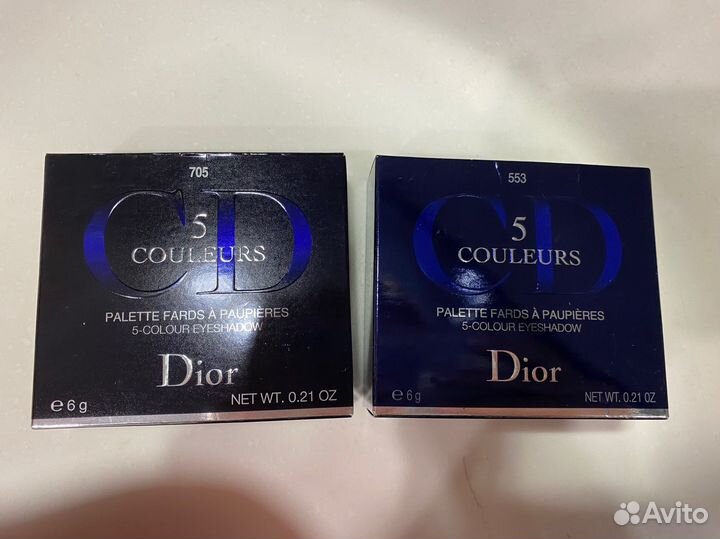 705
CD
5
COULEURS
PALETTE FARDS À PAUPIÈRES
5-COLOUR EYESHADOW
Dior
e 6 g
NET WT. 0.21 OZ
553
CD
5
COULEURS
PALETTE FARDS À PAUPIÈRES
5-COLOUR EYESHADOW
Dior
e 6g
NET WT. 0.21 OZ
Avito